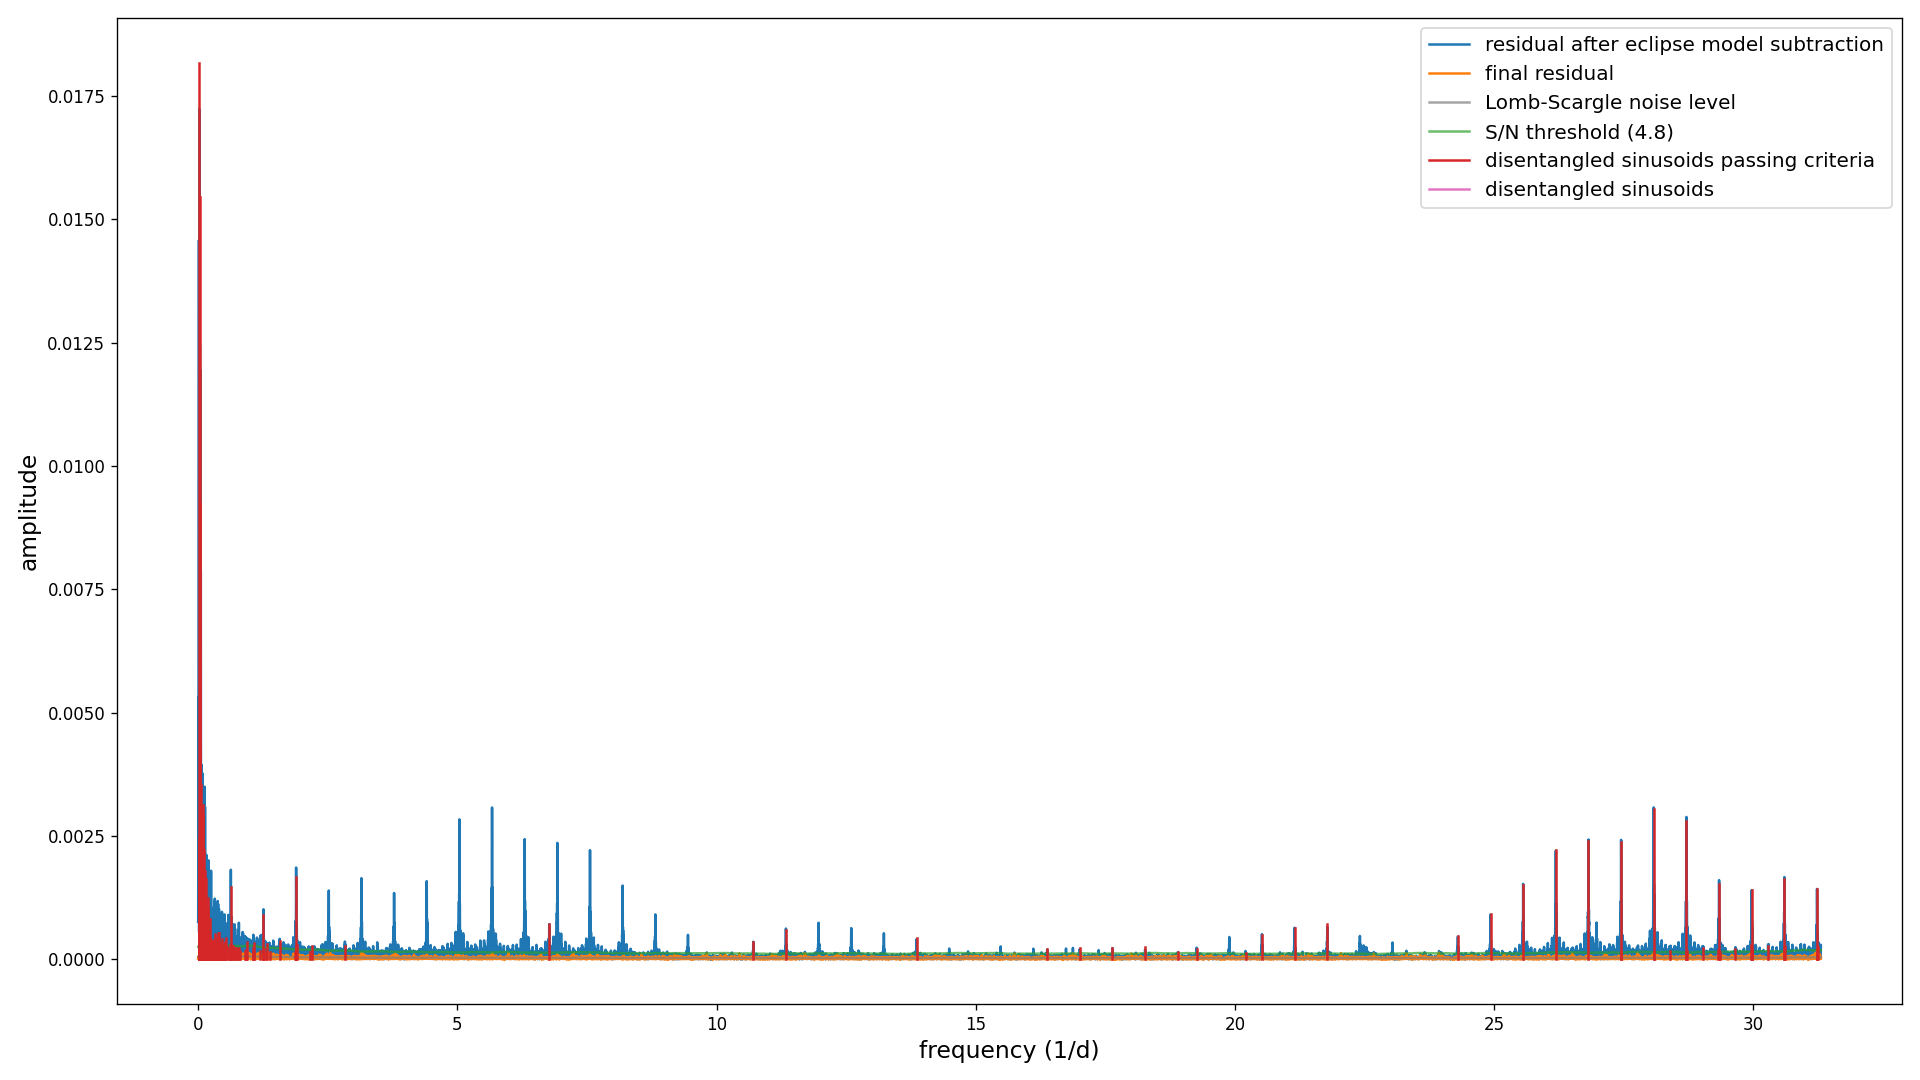 residual after eclipse model subtraction
final residual
Lomb-Scargle noise level
S/N threshold (4.8)
disentangled sinusoids passing criteria
disentangled sinusoids
0.0175
0.0150
0.0125
0.0100
0.0075
0.0050
0.0025
0.0000
amplitude
0 5 10 15 20 25 30
frequency (1/d)